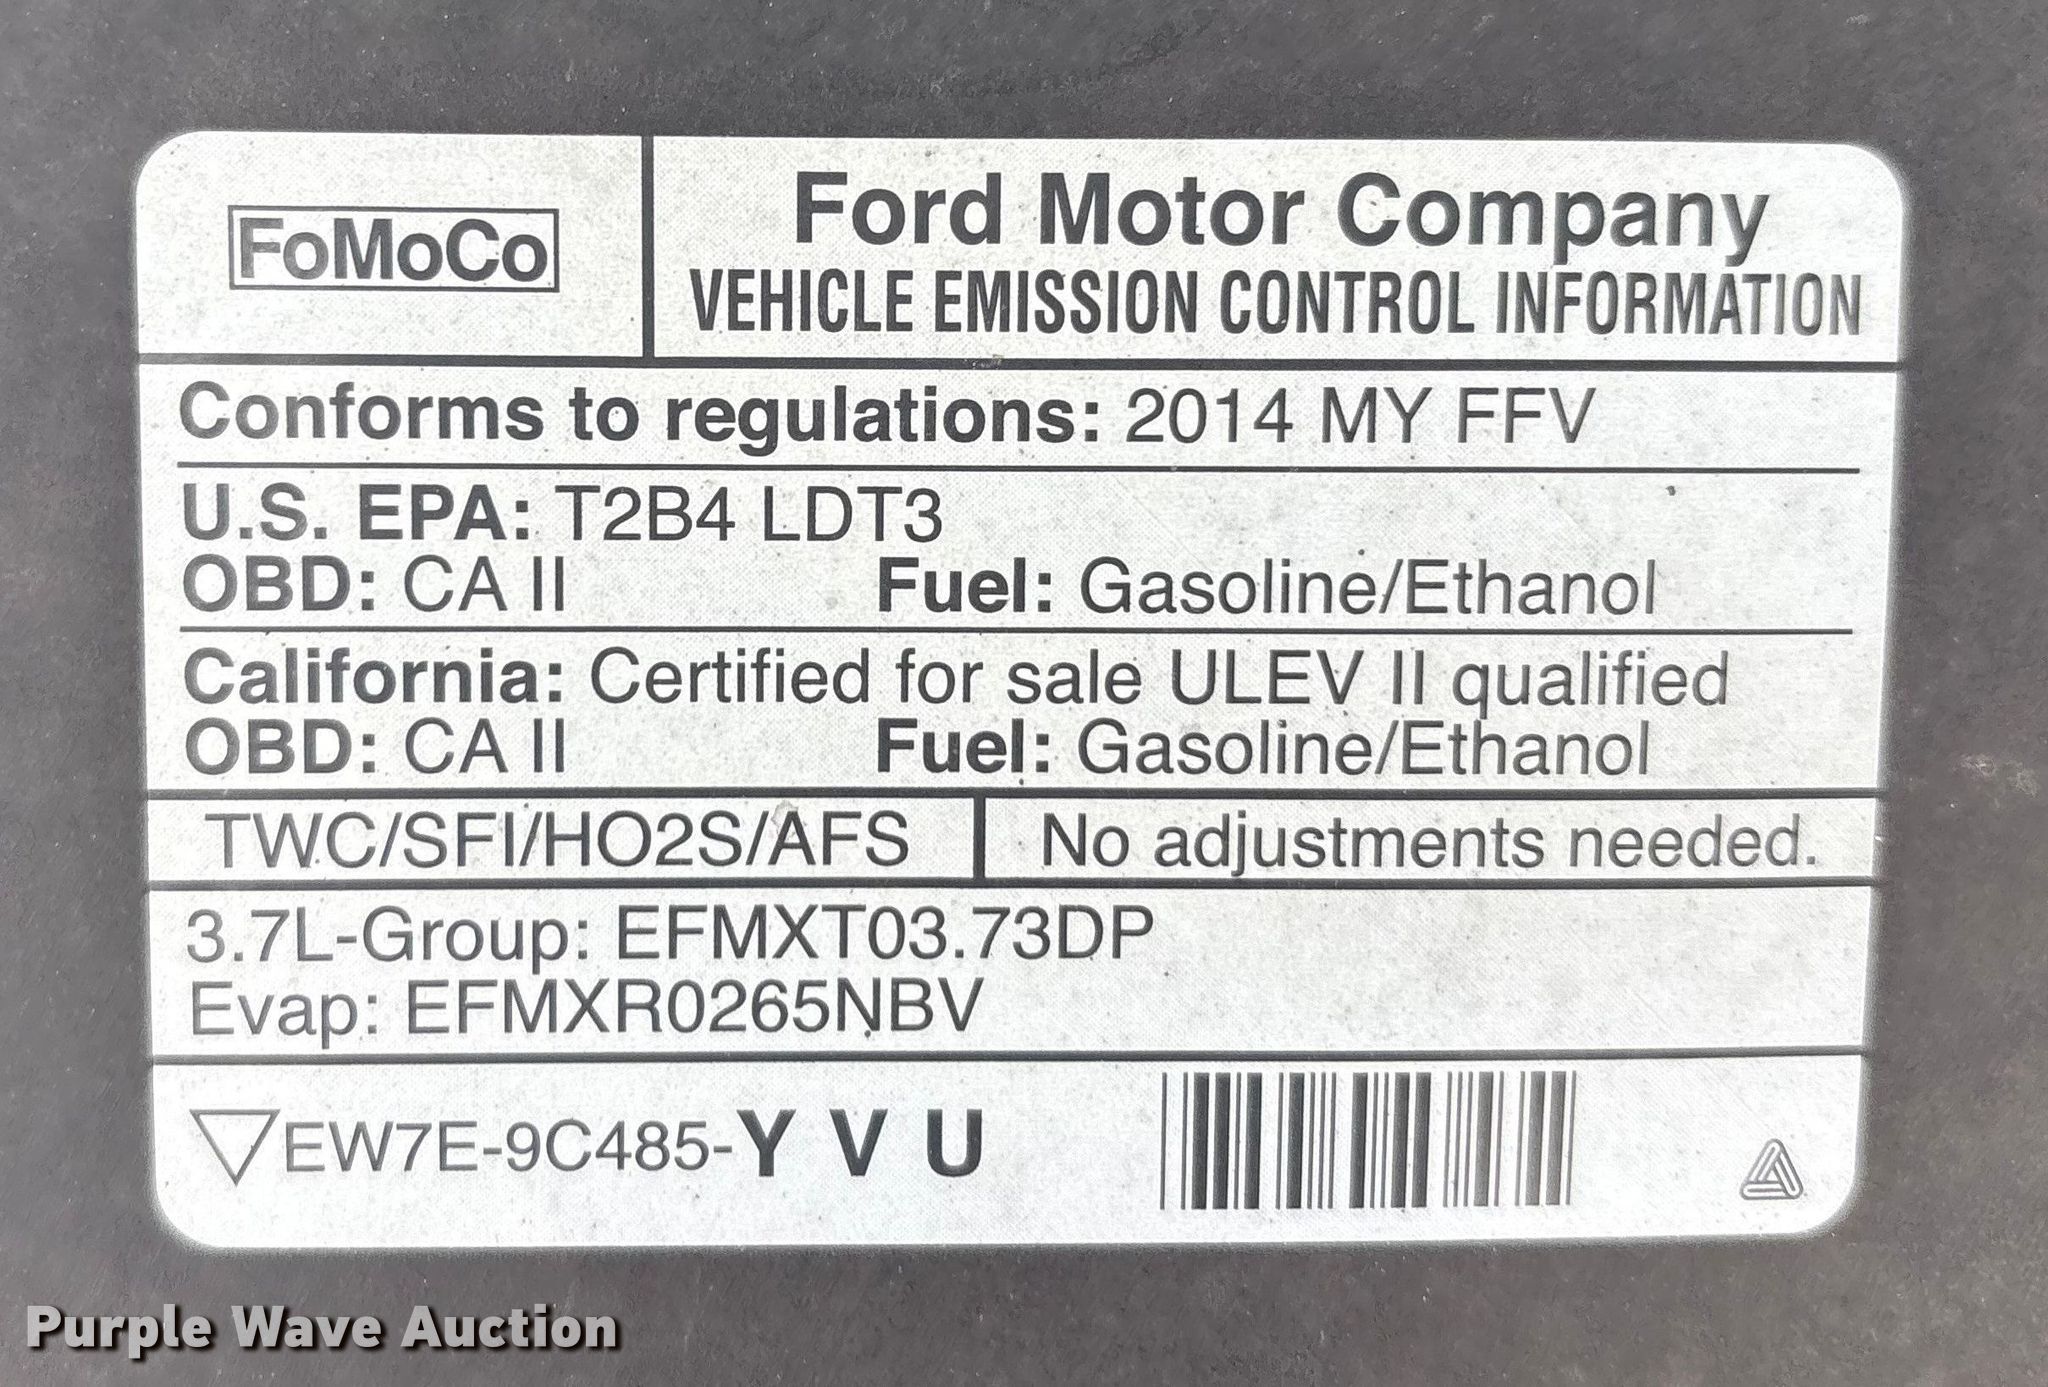 FoMoCo
Ford Motor Company
VEHICLE EMISSION CONTROL INFORMATION
Conforms to regulations: 2014 MY FFV
U.S. EPA: T2B4 LDT3
OBD: CA II Fuel: Gasoline/Ethanol
California: Certified for sale ULEV II qualified
OBD: CA II Fuel: Gasoline/Ethanol
TWC/SFI/HO2S/AFS No adjustments needed.
3.7L-Group: EFMXT03.73DP
Evap: EFMXR0265NBV
EW7E-9C485-Y V U
Purple Wave Auction